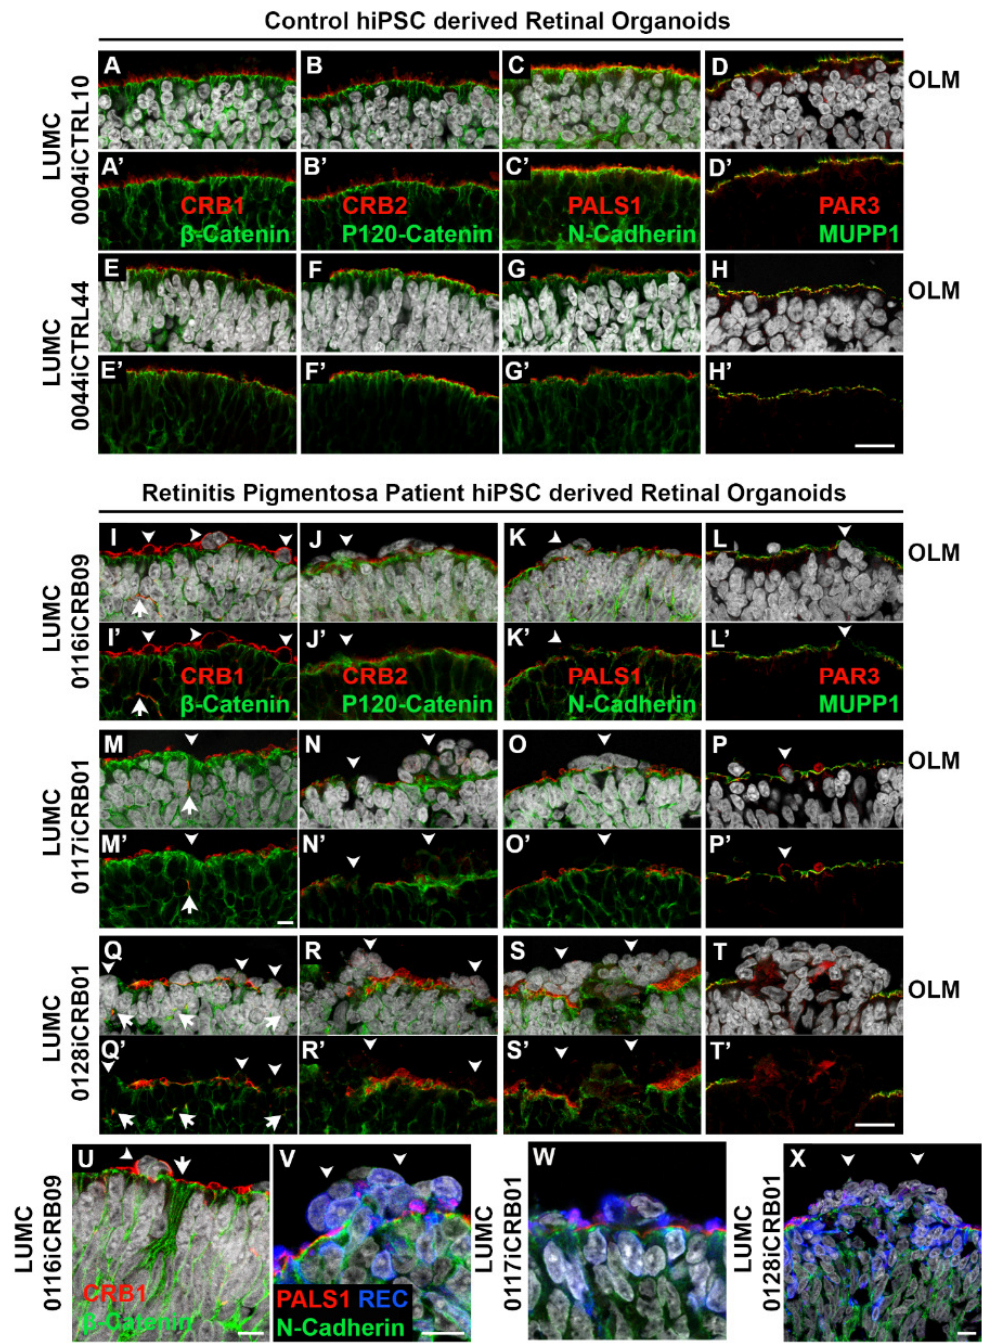 Control hiPSC derived Retinal Organoids
LUMC
0004iCTRL10
A
B
C
D
OLM
A’
B’
C’
D’
CRB1
β-Catenin
CRB2
P120-Catenin
PALS1
N-Cadherin
PAR3
MUPP1
LUMC
0044iCTRL44
E
F
G
H
OLM
E’
F’
G’
H’
Retinitis Pigmentosa Patient hiPSC derived Retinal Organoids
LUMC
0116iCRB09
I
J
K
L
OLM
I’
J’
K’
L’
CRB1
β-Catenin
CRB2
P120-Catenin
PALS1
N-Cadherin
PAR3
MUPP1
LUMC
0117iCRB01
M
N
O
P
OLM
M’
N’
O’
P’
LUMC
0128iCRB01
Q
R
S
T
OLM
Q’
R’
S’
T’
LUMC
0116iCRB09
U
CRB1
β-Catenin
V
PALS1 REC
N-Cadherin
LUMC
0117iCRB01
W
LUMC
0128iCRB01
X